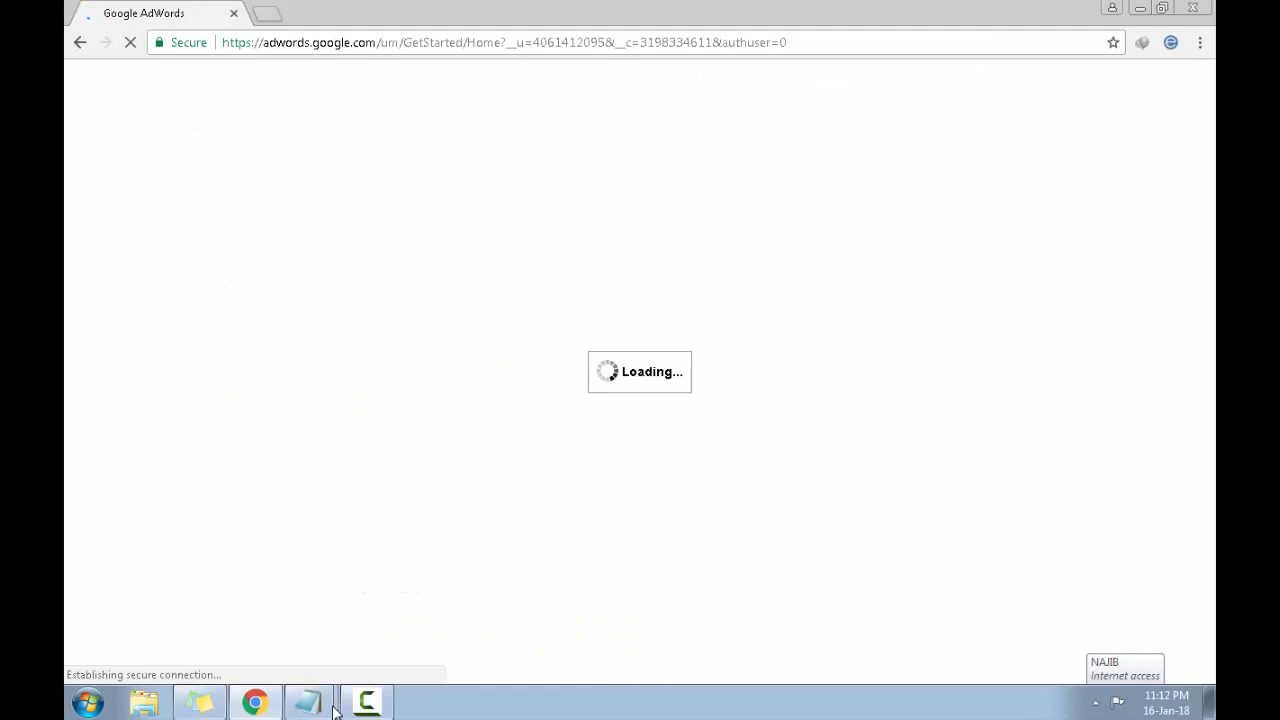 Google AdWords
Secure
https://adwords.google.com/um/GetStarted/Home?__u=4061412095&__c=3198334611&authuser=0
Loading...
Establishing secure connection...
NAJIB
Internet access
11:12 PM
16-Jan-18